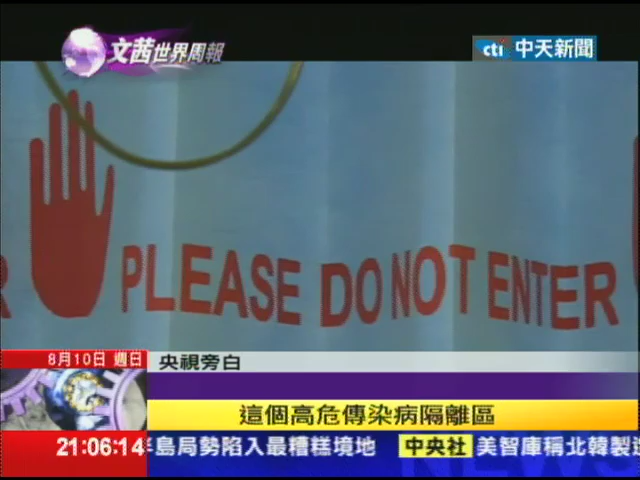 文茜世界周報
cti 中天新聞
PLEASE DO NOT ENTER
8月10日 週日
央視旁白
這個高危傳染病隔離區
21:06:14
島局勢陷入最糟糕境地 中央社 美智庫稱北韓製